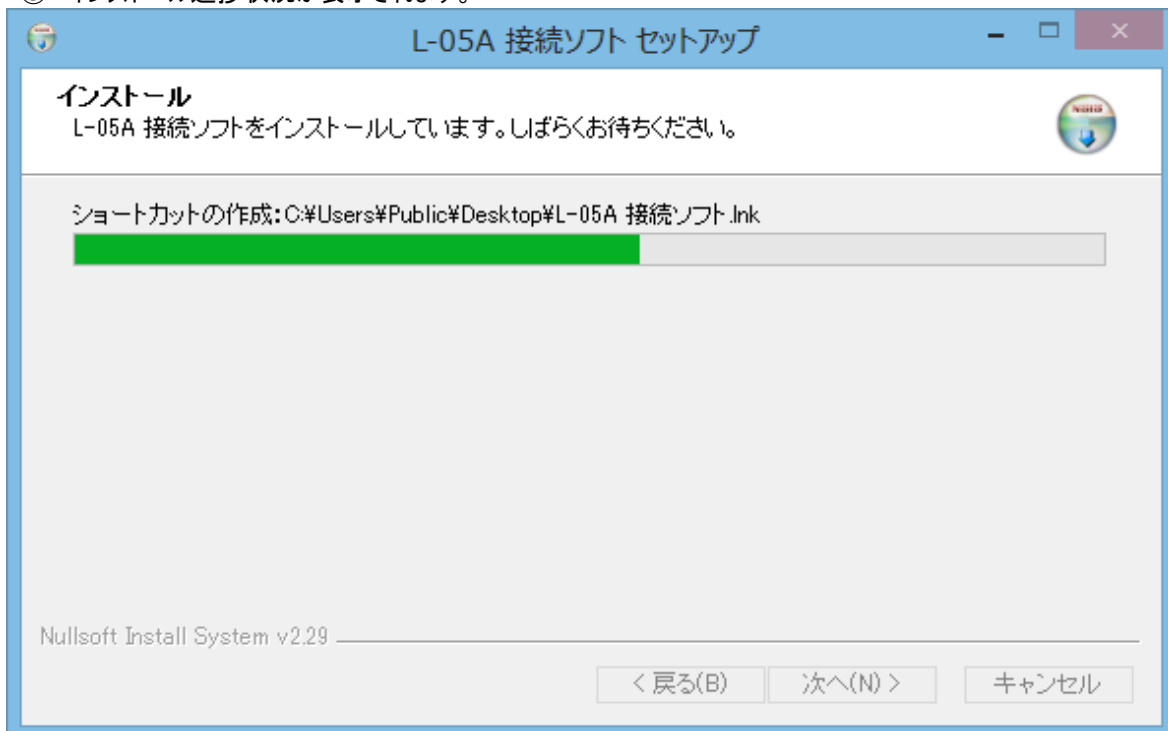 L-05A 接続ソフト セットアップ
インストール
L-05A 接続ソフトをインストールしています。しばらくお待ちください。
ショートカットの作成: C:¥Users¥Public¥Desktop¥L-05A 接続ソフト.lnk
Nullsoft Install System v2.29
< 戻る(B)
次へ(N) >
キャンセル